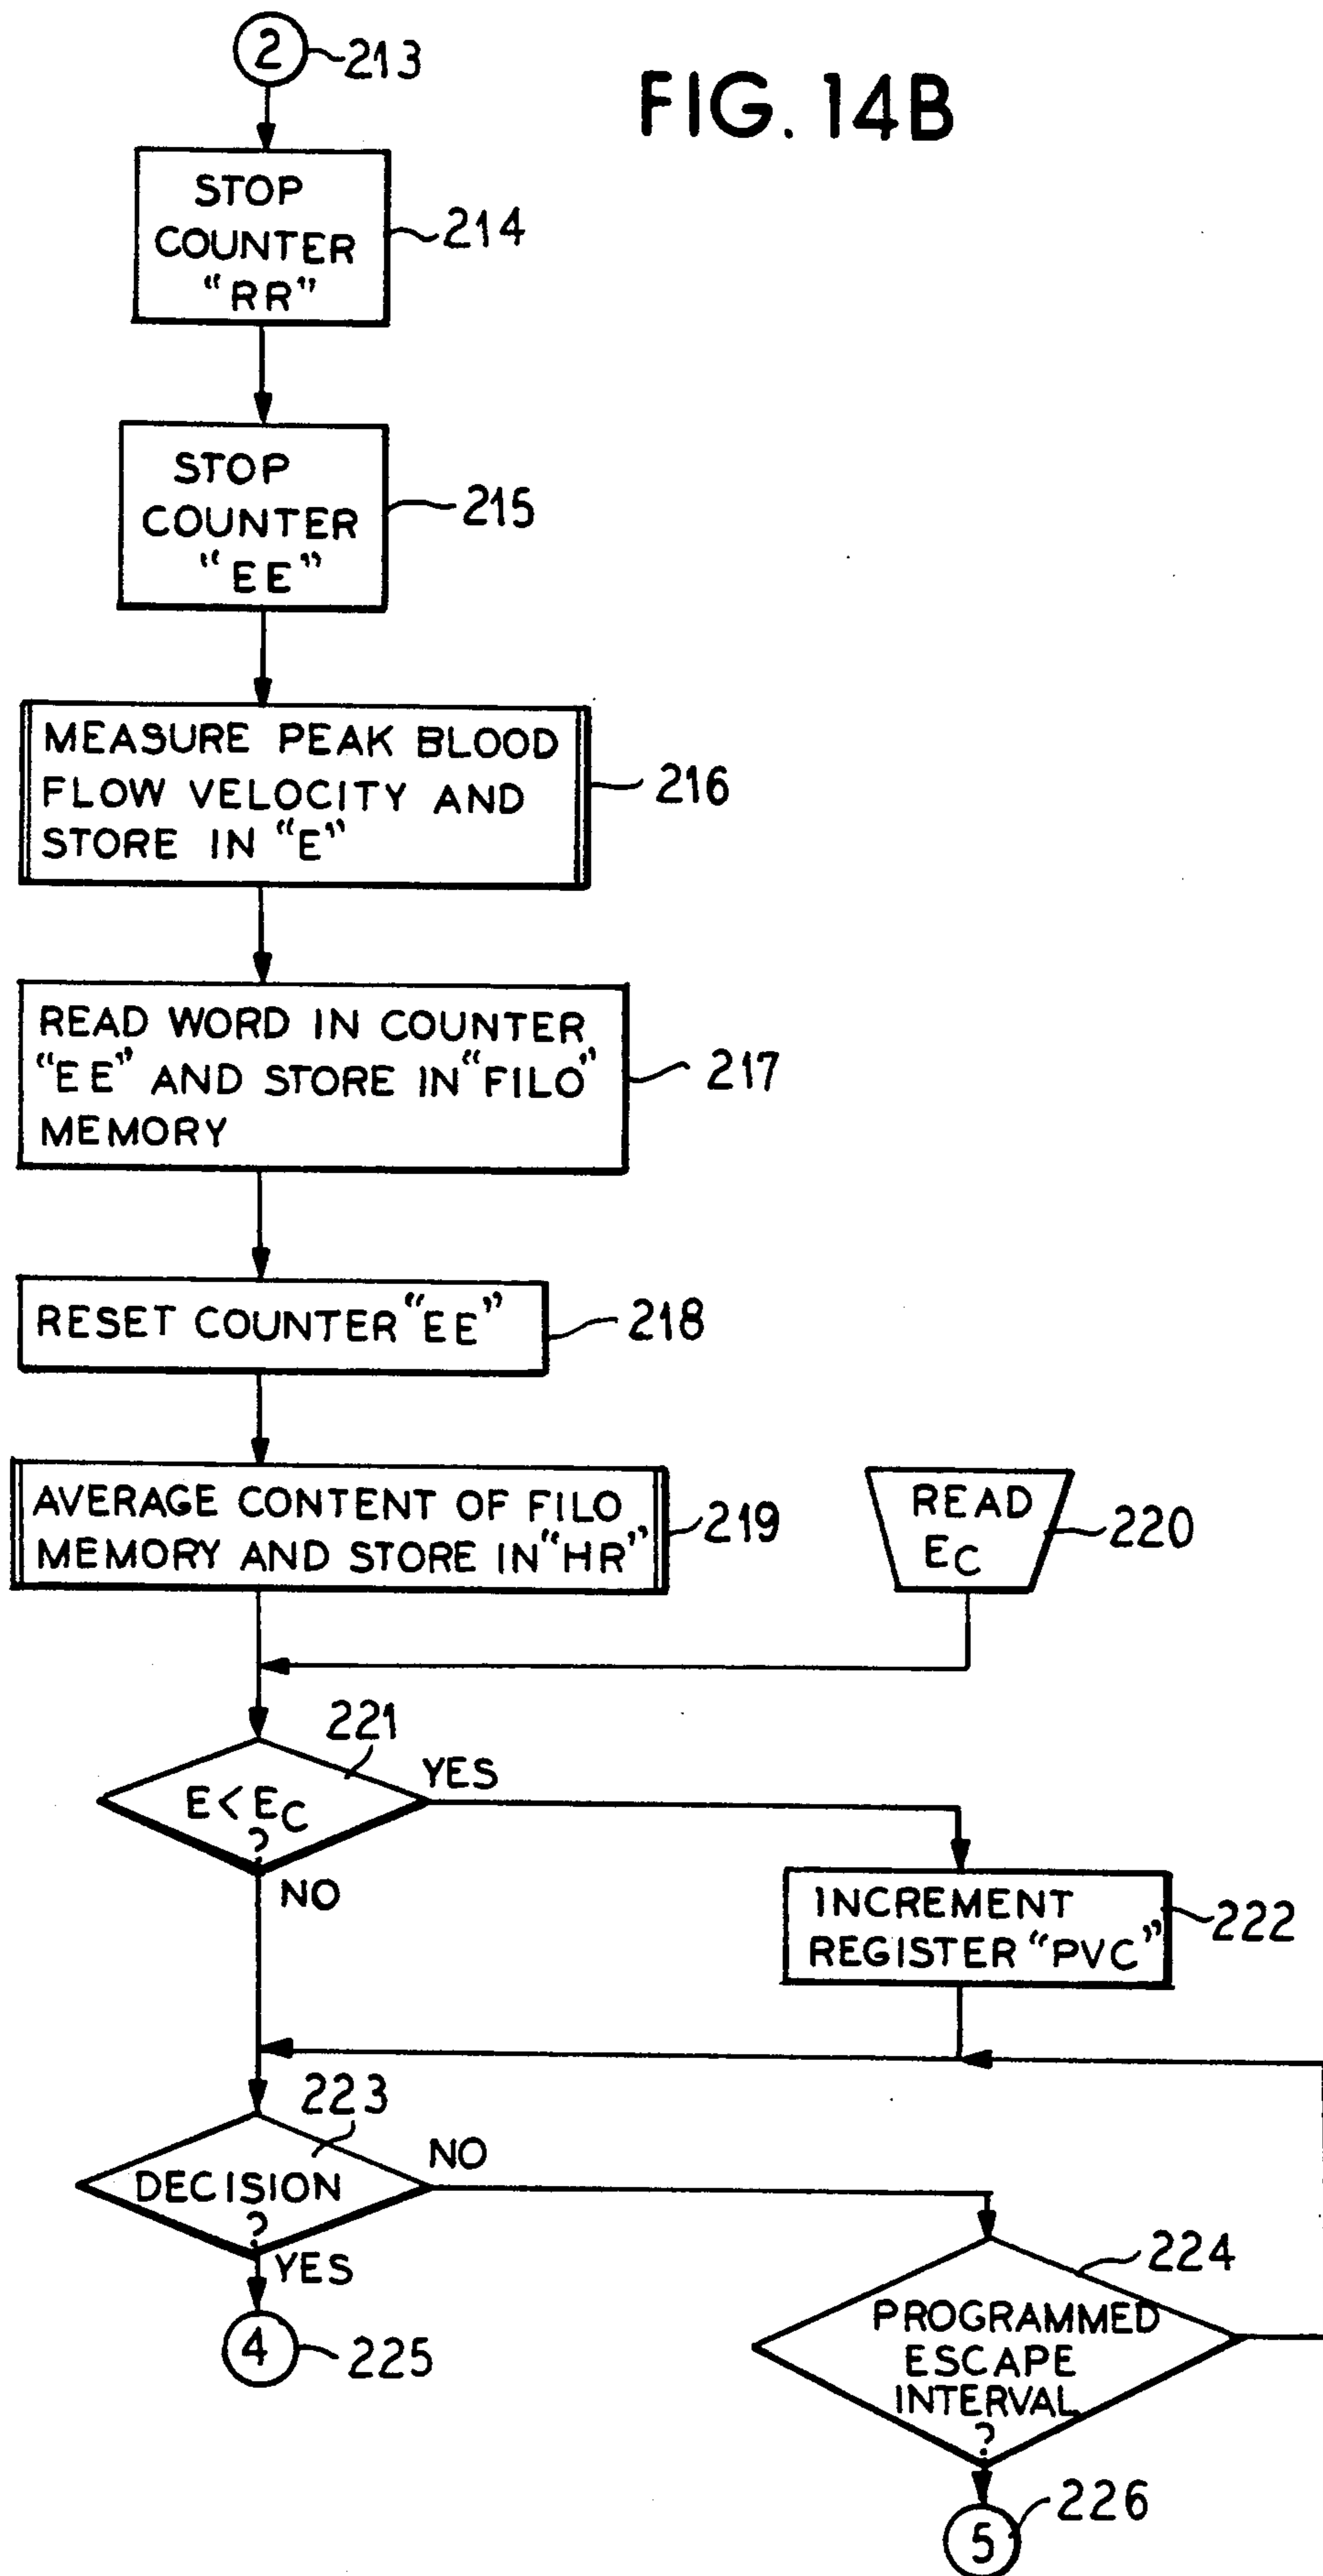 2
213
FIG. 14B
STOP
COUNTER
"RR"
214
STOP
COUNTER
"EE"
215
MEASURE PEAK BLOOD
FLOW VELOCITY AND
STORE IN "E"
216
READ WORD IN COUNTER
"EE" AND STORE IN "FILO"
MEMORY
217
RESET COUNTER "EE"
218
AVERAGE CONTENT OF FILO
MEMORY AND STORE IN "HR"
219
READ
EC
220
221
E < EC
?
YES
NO
INCREMENT
REGISTER "PVC"
222
223
DECISION
?
NO
YES
224
PROGRAMMED
ESCAPE
INTERVAL
?
4
225
226
5